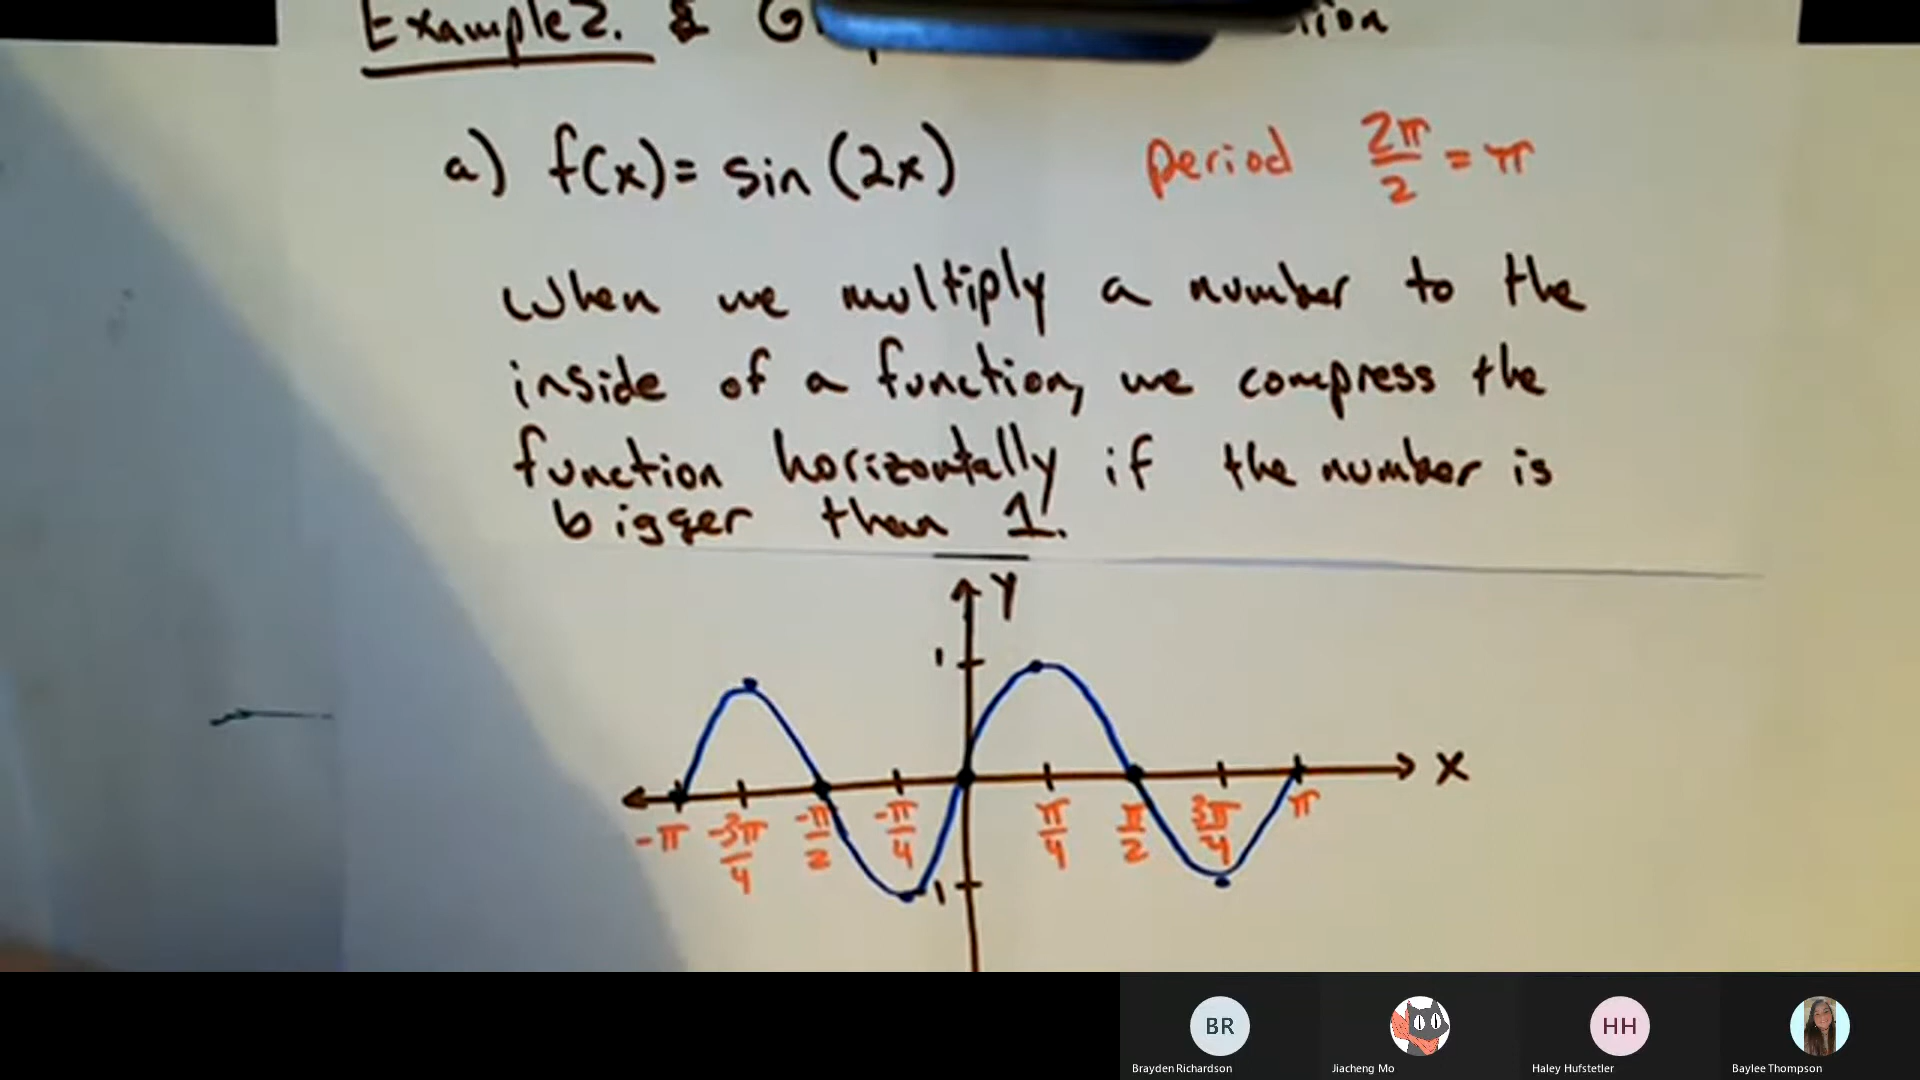 Example 2. &
a) f(x) = sin (2x) period 2π/2 = π
When we multiply a number to the
inside of a function, we compress the
function horizontally if the number is
bigger than 1.
Y
1
X
-π -3π/4 -π/2 -π/4 π/4 π/2 3π/4 π
-1
BR HH
Brayden Richardson Jiacheng Mo Haley Hufstetler Baylee Thompson